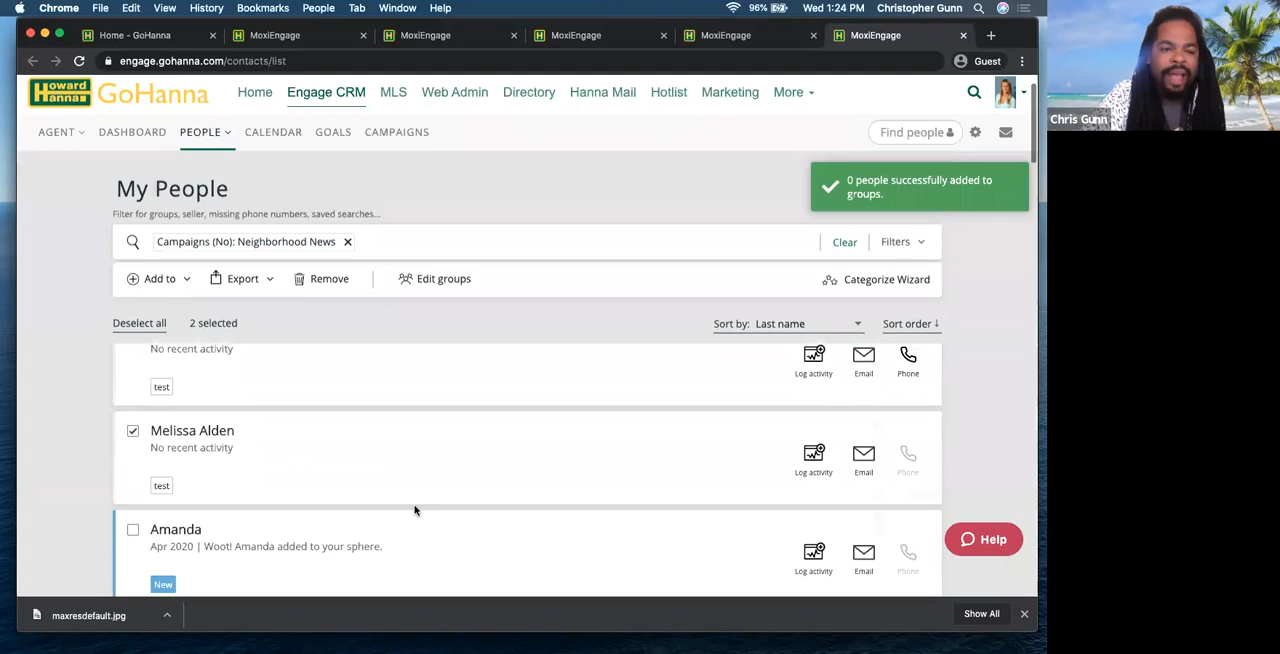 Chrome File Edit View History Bookmarks People Tab Window Help 96% Wed 1:24 PM Christopher Gunn
Home - GoHanna MoxiEngage MoxiEngage MoxiEngage MoxiEngage MoxiEngage
engage.gohanna.com/contacts/list Guest
Howard Hanna GoHanna Home Engage CRM MLS Web Admin Directory Hanna Mail Hotlist Marketing More
Chris Gunn
AGENT DASHBOARD PEOPLE CALENDAR GOALS CAMPAIGNS Find people
My People
0 people successfully added to
groups.
Filter for groups, seller, missing phone numbers, saved searches...
Campaigns (No): Neighborhood News Clear Filters
Add to Export Remove Edit groups Categorize Wizard
Deselect all 2 selected Sort by: Last name Sort order
No recent activity
Log activity Email Phone
test
Melissa Alden
No recent activity
Log activity Email Phone
test
Amanda
Apr 2020 | Woot! Amanda added to your sphere.
Log activity Email Phone
New
Help
maxresdefault.jpg Show All